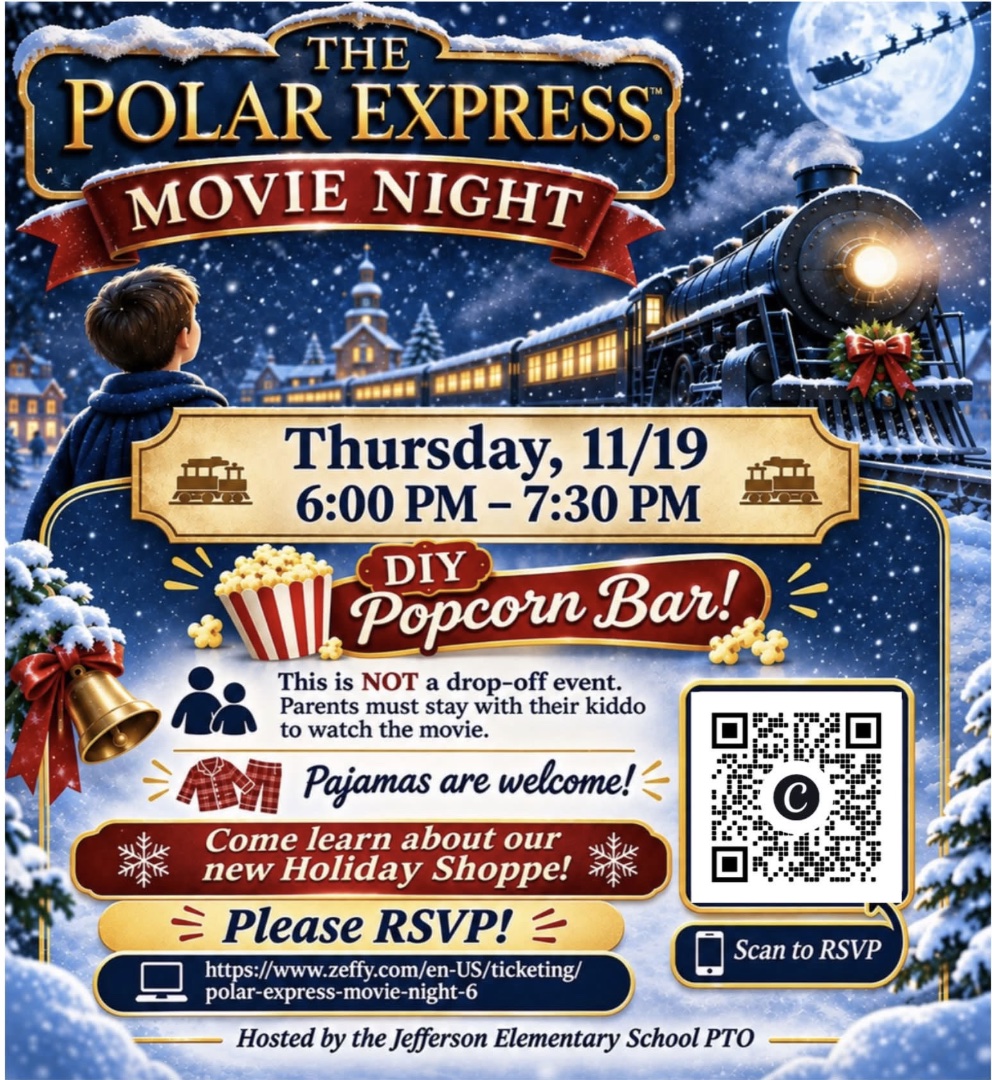 THE
POLAR EXPRESS™
MOVIE NIGHT
Thursday, 11/19
6:00 PM – 7:30 PM
DIY
Popcorn Bar!
This is NOT a drop-off event.
Parents must stay with their kiddo
to watch the movie.
Pajamas are welcome!
Come learn about our
new Holiday Shoppe!
Please RSVP!
https://www.zeffy.com/en-US/ticketing/
polar-express-movie-night-6
C
Scan to RSVP
Hosted by the Jefferson Elementary School PTO